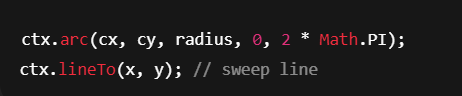 ctx.arc(cx, cy, radius, 0, 2 * Math.PI);
ctx.lineTo(x, y); // sweep line